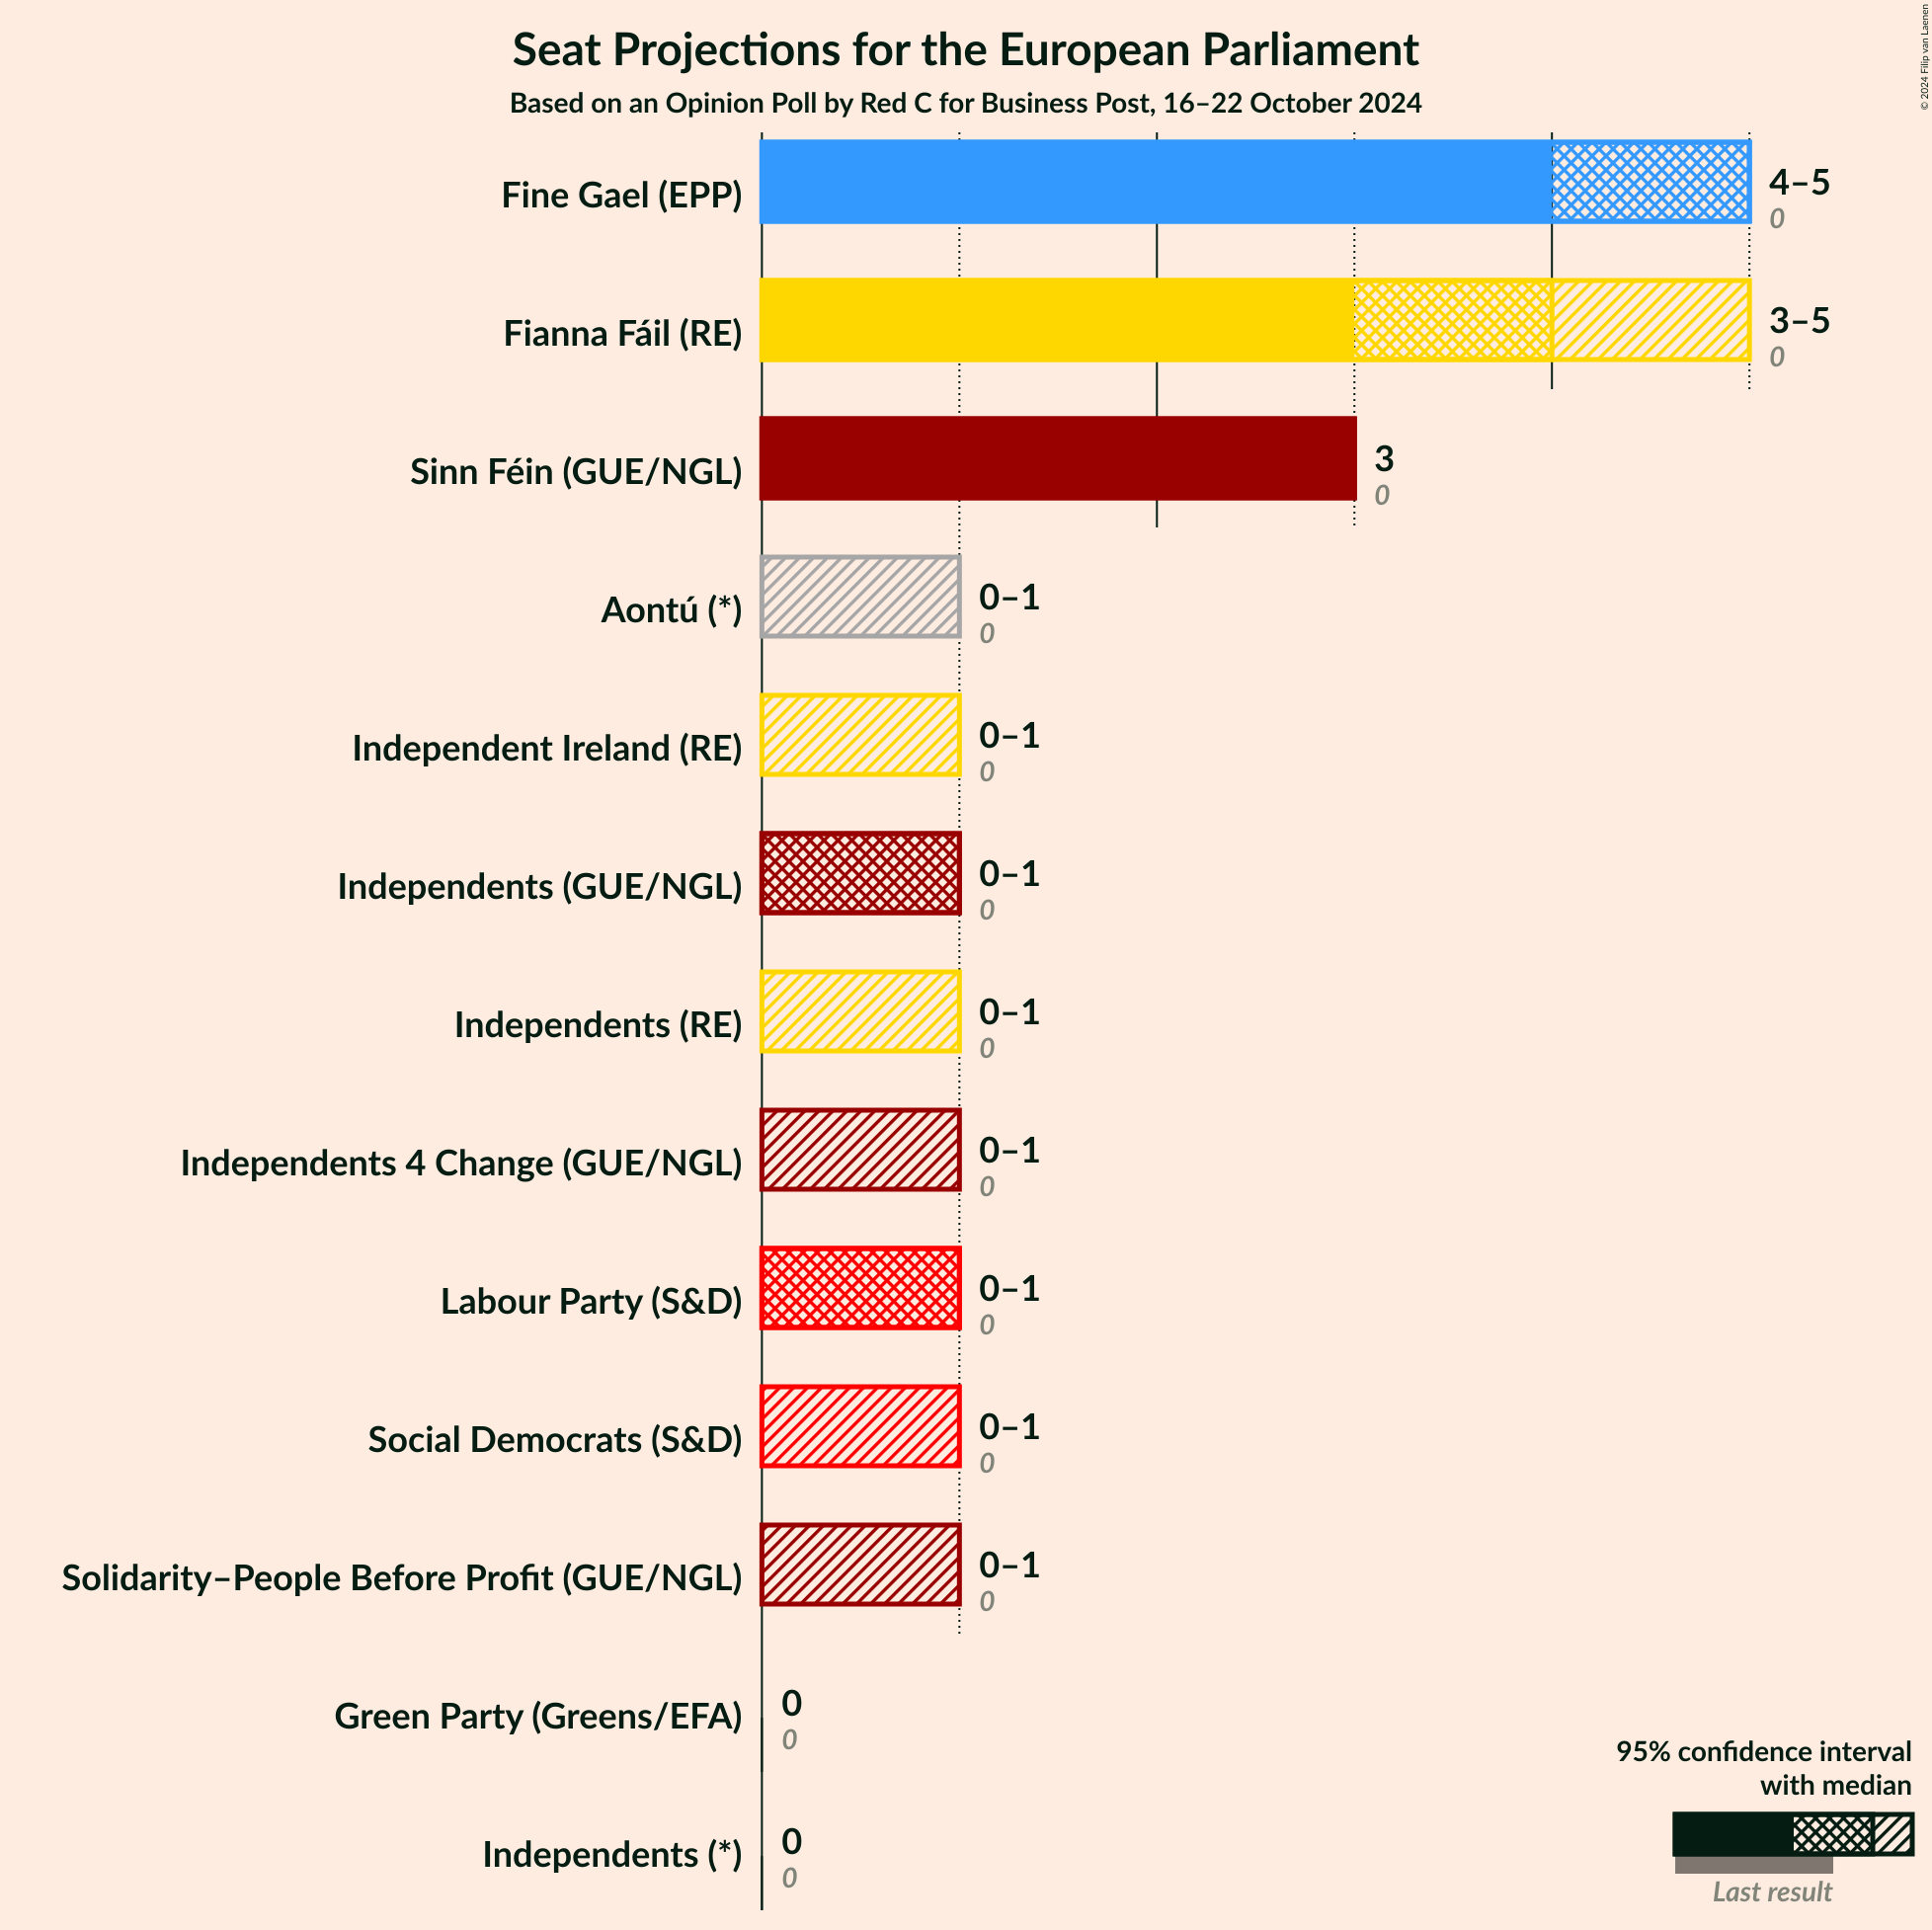 Seat Projections for the European Parliament
Based on an Opinion Poll by Red C for Business Post, 16–22 October 2024
© 2024 Filip van Laenen
Fine Gael (EPP)
4–5
0
Fianna Fáil (RE)
3–5
0
Sinn Féin (GUE/NGL)
3
0
Aontú (*)
0–1
0
Independent Ireland (RE)
0–1
0
Independents (GUE/NGL)
0–1
0
Independents (RE)
0–1
0
Independents 4 Change (GUE/NGL)
0–1
0
Labour Party (S&D)
0–1
0
Social Democrats (S&D)
0–1
0
Solidarity–People Before Profit (GUE/NGL)
0–1
0
Green Party (Greens/EFA)
0
0
Independents (*)
0
0
95% confidence interval
with median
Last result